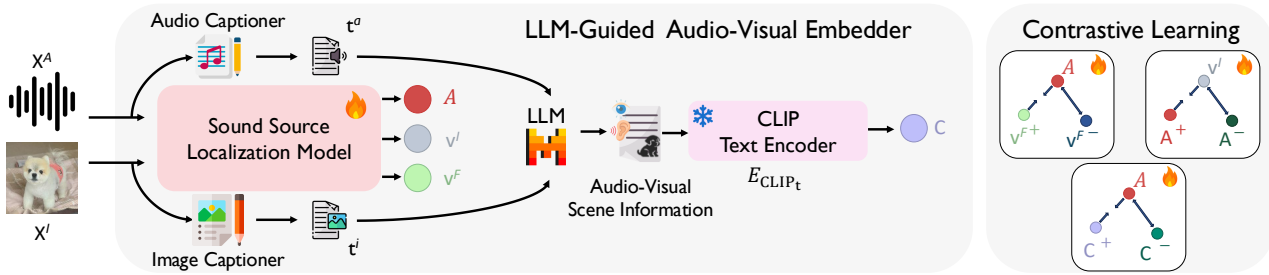 Audio Captioner
t^a
LLM-Guided Audio-Visual Embedder
Contrastive Learning
X^A
Sound Source
Localization Model
A
v^I
v^F
LLM
CLIP
Text Encoder
C
E_CLIP_t
Audio-Visual
Scene Information
X^I
Image Captioner
t^i
A
v^F+
v^F-
v^I
A^+
A^-
A
C^+
C^-